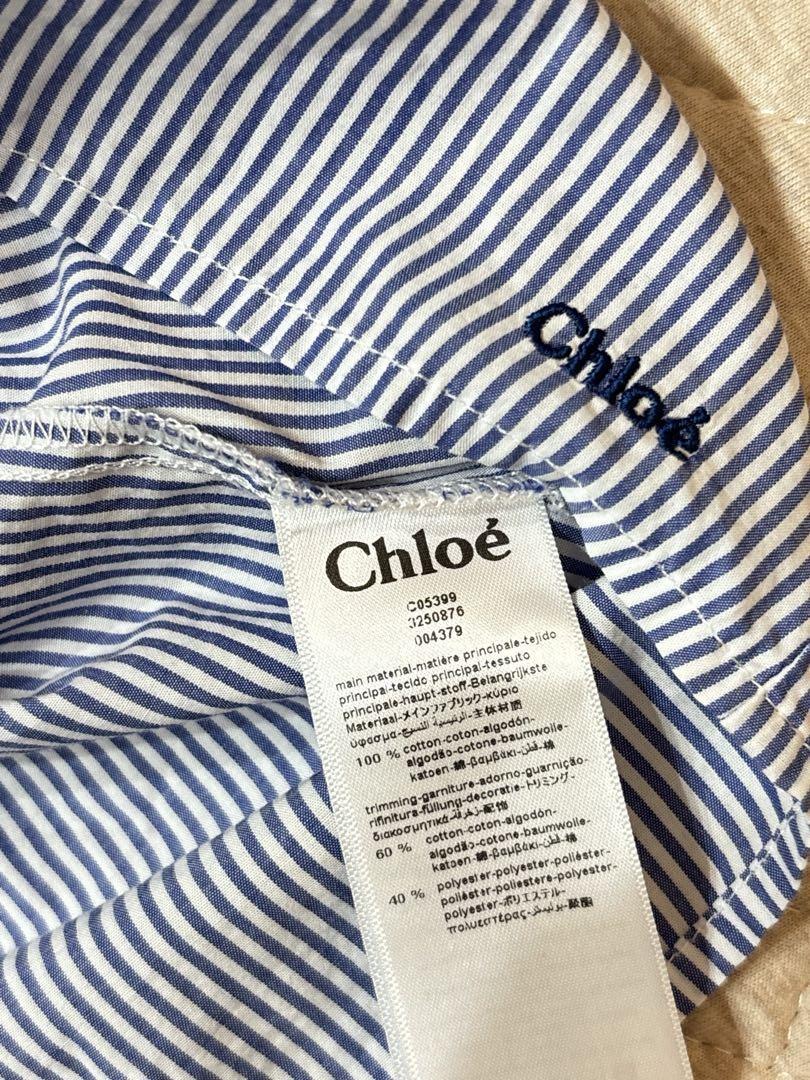 Chloé
Chloé
C05399
3250876
004379
main material-matière principale-tejido
principal-tecido principal-tessuto
principale-haupt-stoff-Belangrijkste
Materiaal-メインファブリック-κύριο
ύφασμα-الرئيسية النسيج-主体材質
100 % cotton-coton-algodón-
algodão-cotone-baumwolle-
katoen-綿-βαμβάκι-قطن-棉
trimming-garniture-adorno-guarnição-
rifinitura-füllung-decoratie-トリミング-
διακοσμητικά-زخرفة-配饰
60 % cotton-coton-algodón-
algodão-cotone-baumwolle-
katoen-綿-βαμβάκι-قطن-棉
40 % polyester-polyester-poliéster-
poliéster-poliestere-polyester-
polyester-ポリエステル-
πολυεστέρας-بوليستر-聚酯